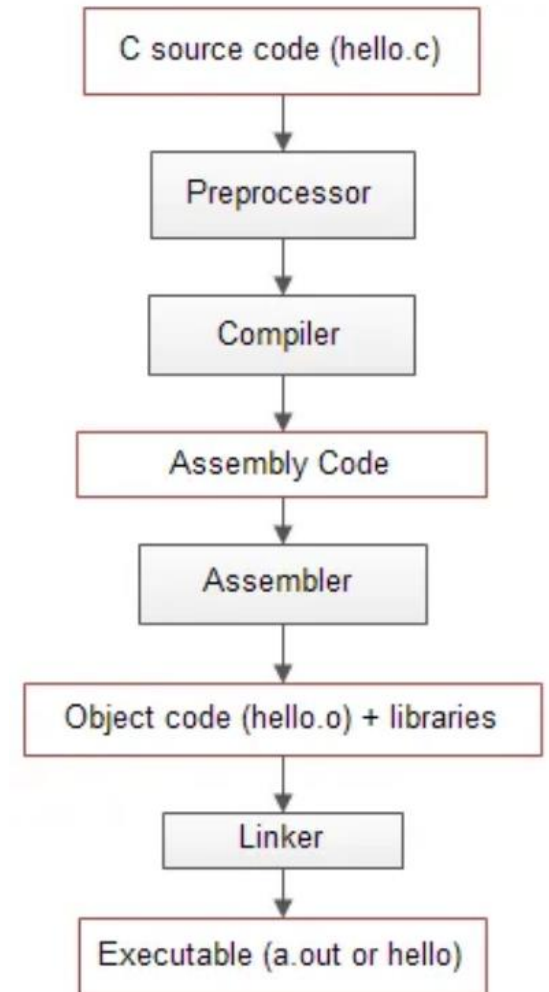 C source code (hello.c)
Preprocessor
Compiler
Assembly Code
Assembler
Object code (hello.o) + libraries
Linker
Executable (a.out or hello)